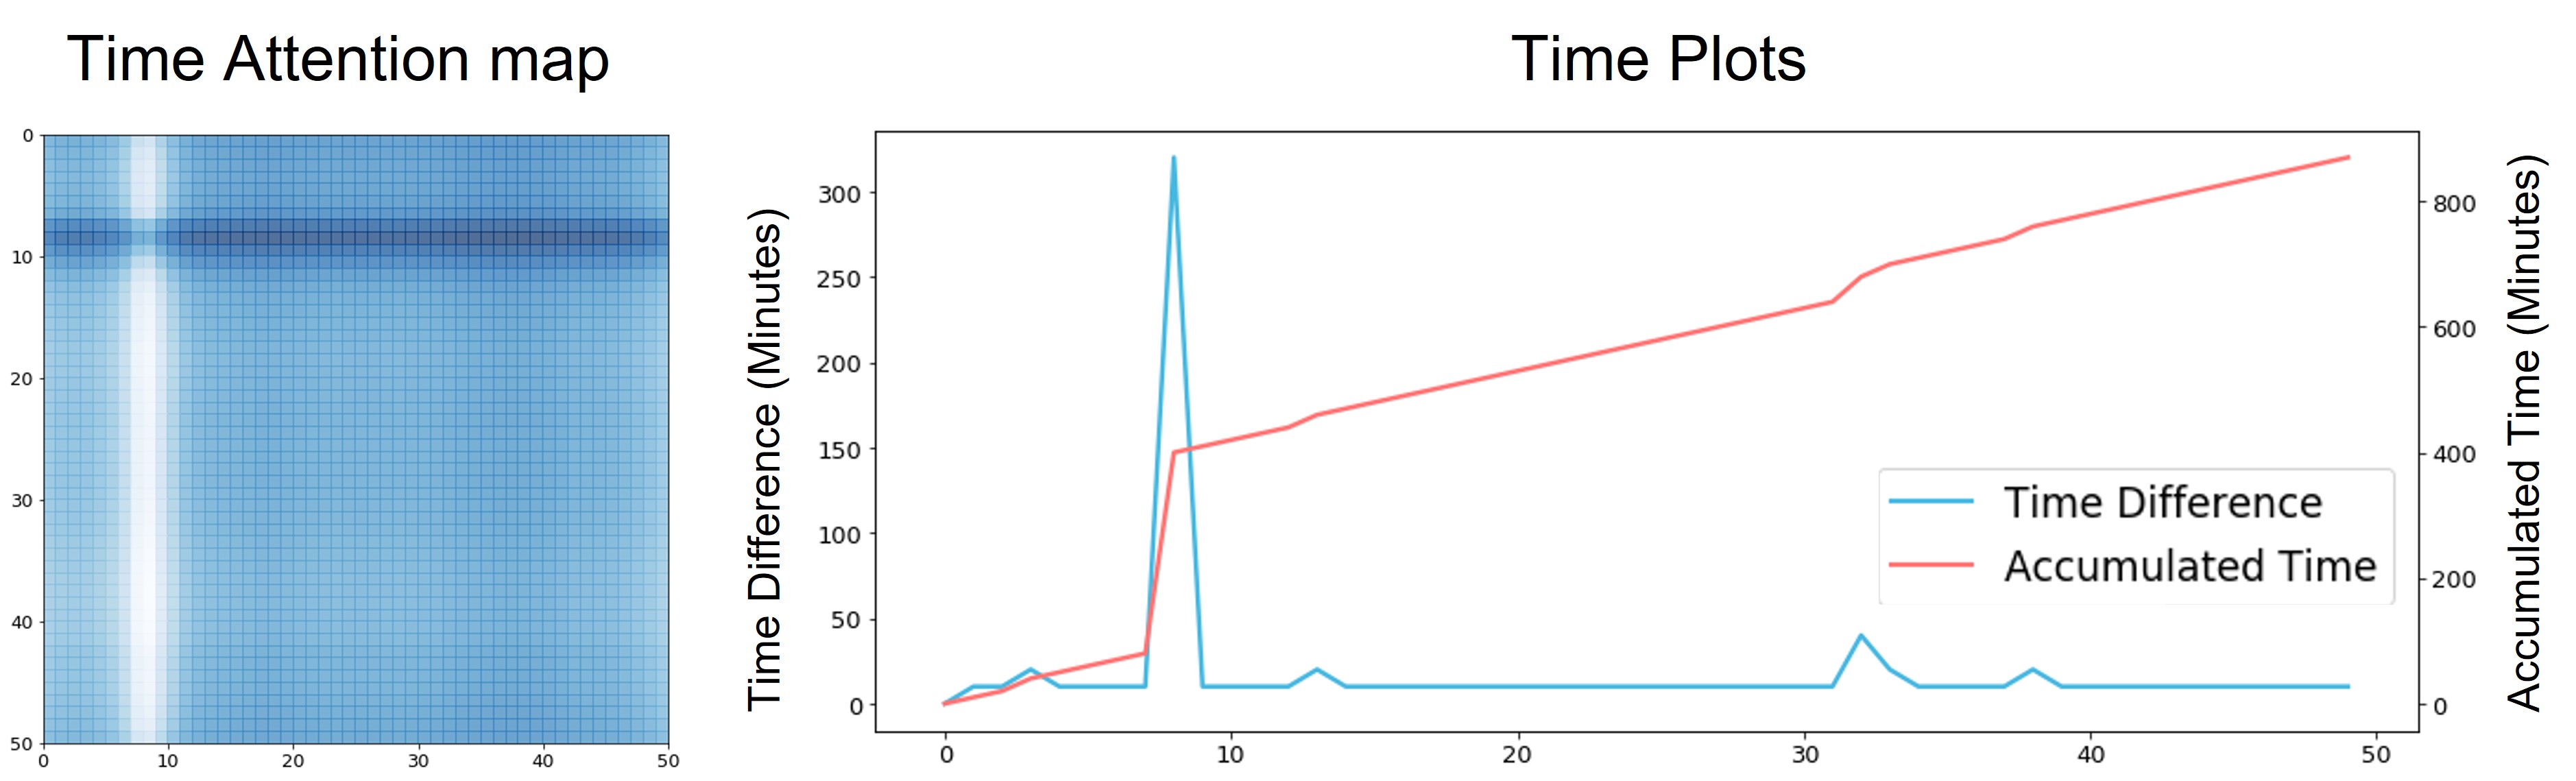 Time Attention map
0
10
20
30
40
50
0 10 20 30 40 50
Time Plots
Time Difference (Minutes)
300
250
200
150
100
50
0
0 10 20 30 40 50
800
600
400
200
0
Accumulated Time (Minutes)
Time Difference
Accumulated Time